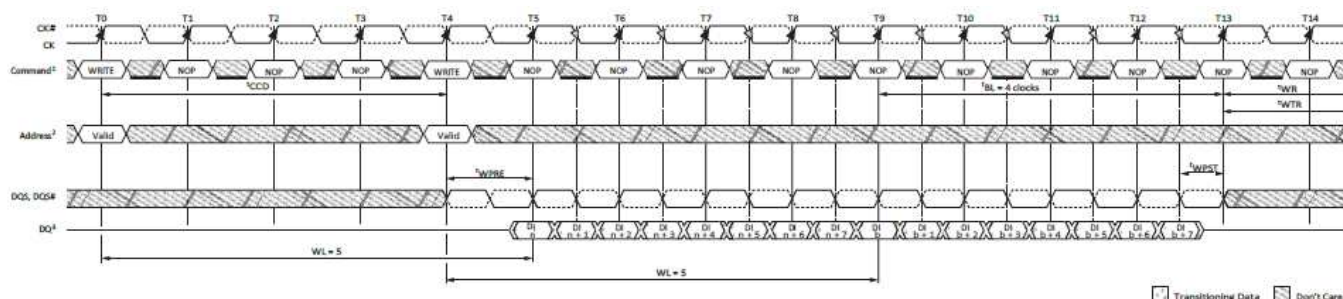 T0 T1 T2 T3 T4 T5 T6 T7 T8 T9 T10 T11 T12 T13 T14
CK#
CK
Command¹ WRITE NOP NOP NOP WRITE NOP NOP NOP NOP NOP NOP NOP NOP NOP NOP
tCCD tBL = 4 clocks tWR
tWTR
Address² Valid Valid
tWPRE tWPST
DQS, DQS#
DQ³ DI n DI n + 1 DI n + 2 DI n + 3 DI n + 4 DI n + 5 DI n + 6 DI n + 7 DI b DI b + 1 DI b + 2 DI b + 3 DI b + 4 DI b + 5 DI b + 6 DI b + 7
WL = 5
WL = 5
Transitioning Data Don't Care